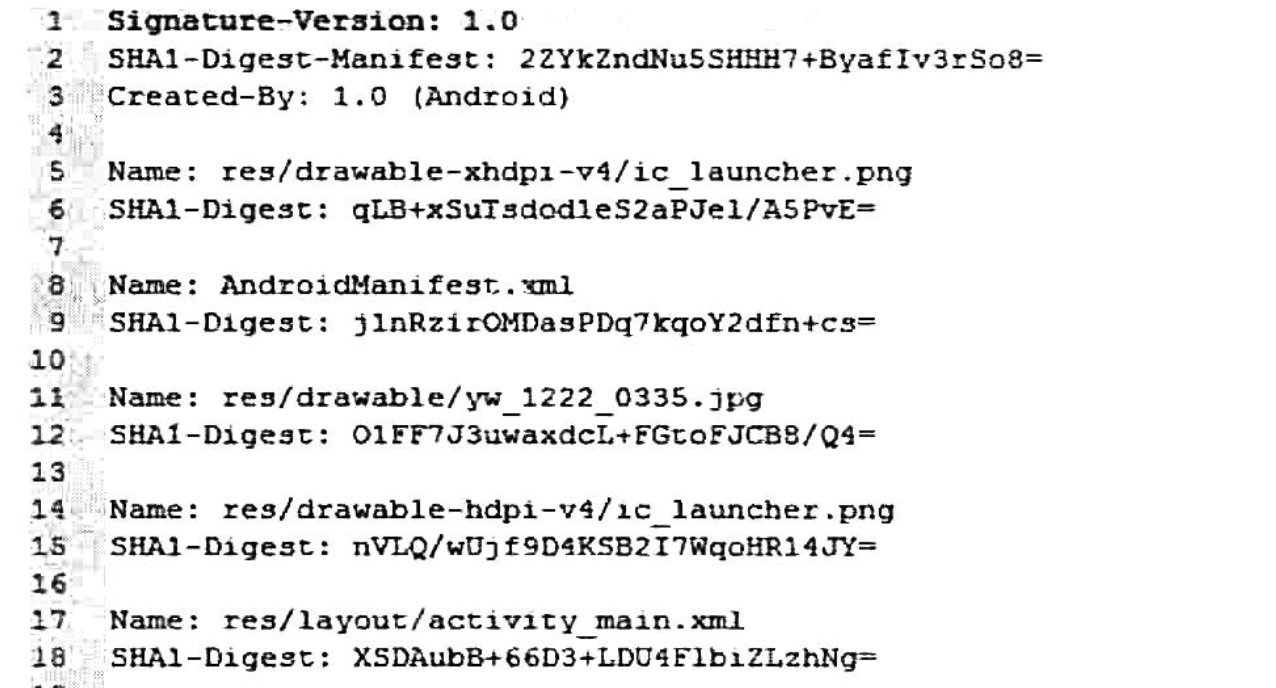 1 Signature-Version: 1.0
2 SHA1-Digest-Manifest: 2ZYkZndNu5SHHH7+ByafIv3rSo8=
3 Created-By: 1.0 (Android)
4
5 Name: res/drawable-xhdpi-v4/ic_launcher.png
6 SHA1-Digest: qLB+xSuTsdodleS2aPJel/A5PvE=
7
8 Name: AndroidManifest.xml
9 SHA1-Digest: jlnRzirOMDasPDq7kqoY2dfn+cs=
10
11 Name: res/drawable/yw_1222_0335.jpg
12 SHA1-Digest: O1FF7J3uwaxdcL+FGtoFJCB8/Q4=
13
14 Name: res/drawable-hdpi-v4/ic_launcher.png
15 SHA1-Digest: nVLQ/wUjf9D4KSB2I7WqoHR14JY=
16
17 Name: res/layout/activity_main.xml
18 SHA1-Digest: XSDAubB+66D3+LDU4FlbiZLzhNg=